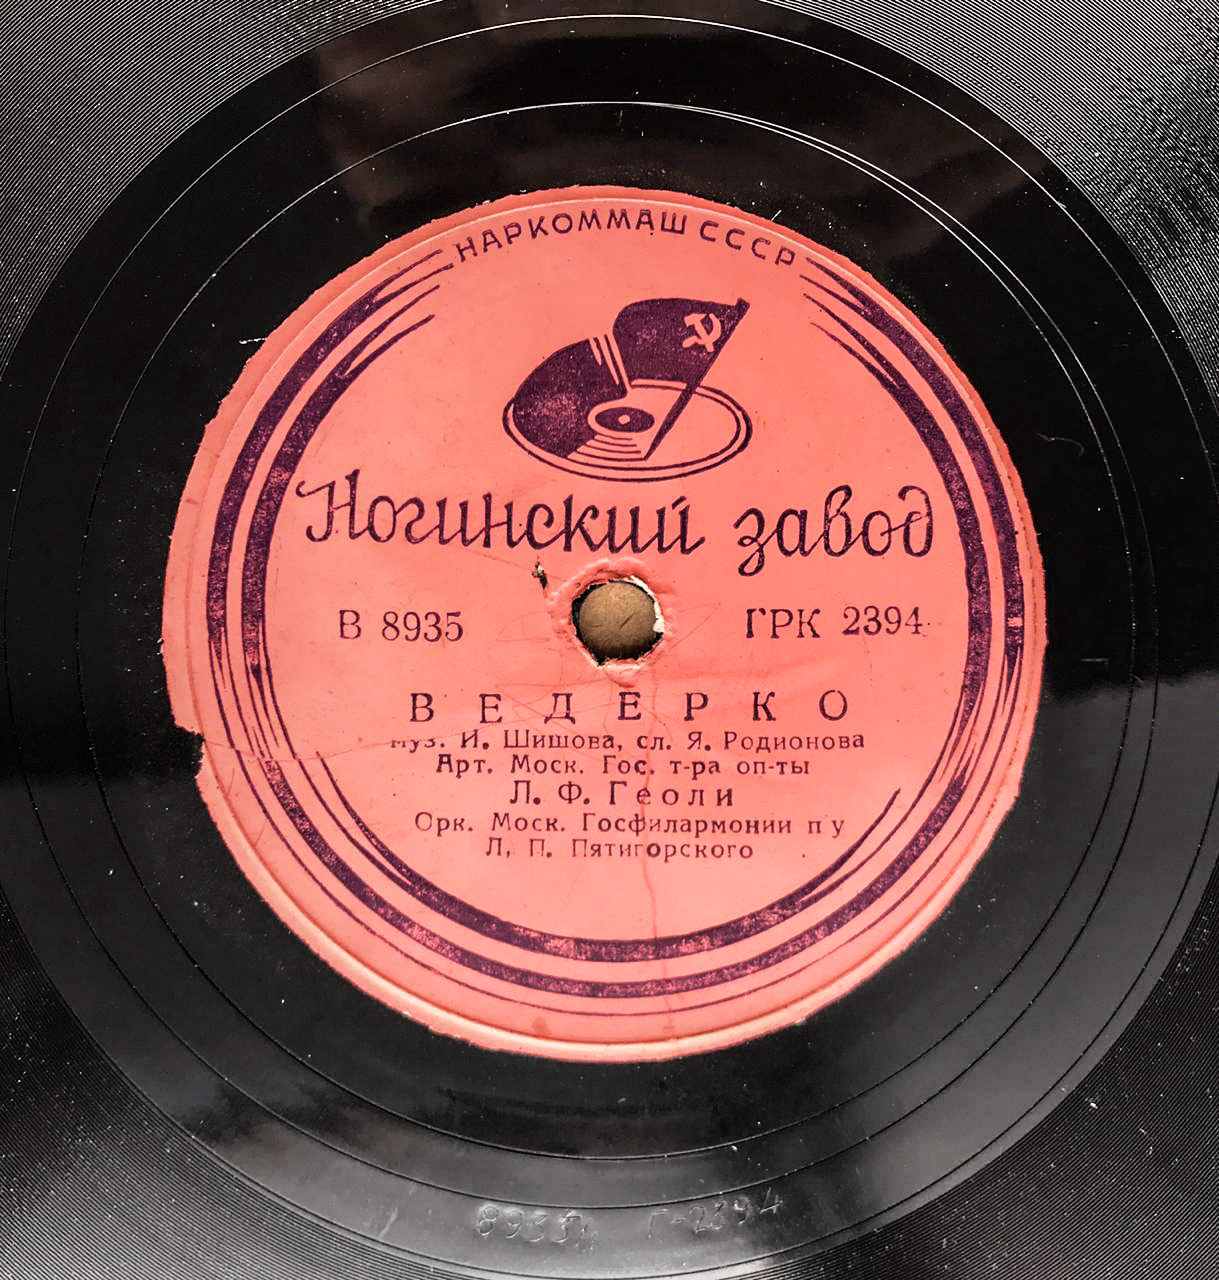 НАРКОММАШ СССР
Ногинский завод
В 8935 ГРК 2394
ВЕДЕРКО
Муз. И. Шишова, сл. Я. Родионова
Арт. Моск. Гос. т-ра оп-ты
Л. Ф. Геоли
Орк. Моск. Госфилармонии п у
Л. П. Пятигорского
Г-2394